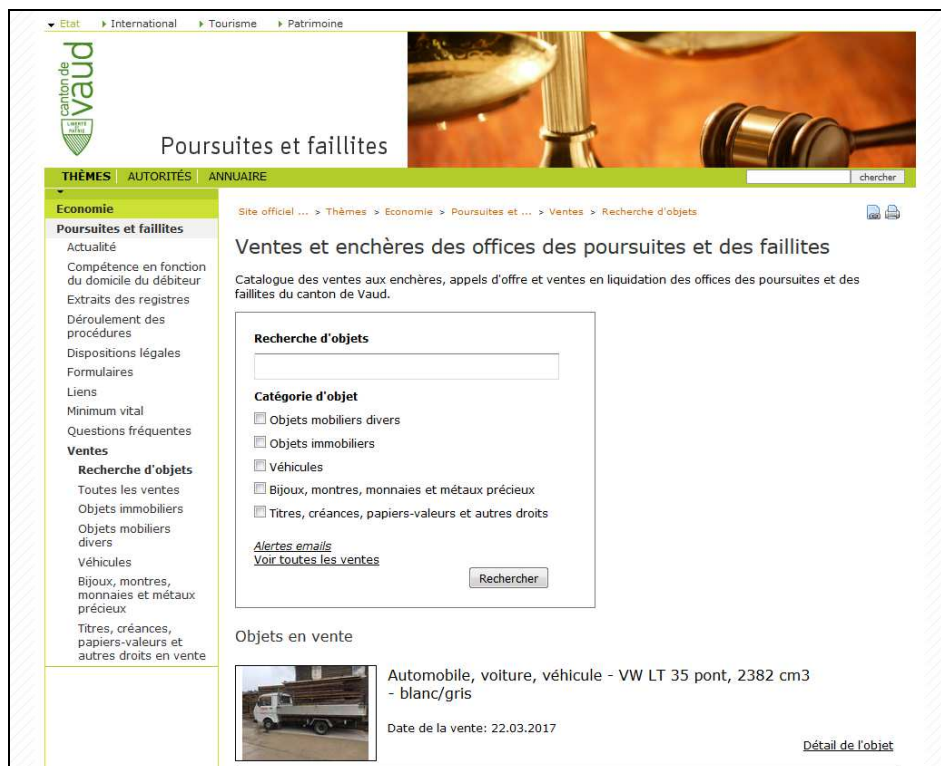 Etat International Tourisme Patrimoine
canton de
vaud
LIBERTÉ
ET
PATRIE
Poursuites et faillites
THÈMES AUTORITÉS ANNUAIRE chercher
Economie
Poursuites et faillites
Actualité
Compétence en fonction
du domicile du débiteur
Extraits des registres
Déroulement des
procédures
Dispositions légales
Formulaires
Liens
Minimum vital
Questions fréquentes
Ventes
Recherche d'objets
Toutes les ventes
Objets immobiliers
Objets mobiliers
divers
Véhicules
Bijoux, montres,
monnaies et métaux
précieux
Titres, créances,
papiers-valeurs et
autres droits en vente
Site officiel ... > Thèmes > Economie > Poursuites et ... > Ventes > Recherche d'objets
Ventes et enchères des offices des poursuites et des faillites
Catalogue des ventes aux enchères, appels d'offre et ventes en liquidation des offices des poursuites et des
faillites du canton de Vaud.
Recherche d'objets
Catégorie d'objet
Objets mobiliers divers
Objets immobiliers
Véhicules
Bijoux, montres, monnaies et métaux précieux
Titres, créances, papiers-valeurs et autres droits
Alertes emails
Voir toutes les ventes
Rechercher
Objets en vente
Automobile, voiture, véhicule - VW LT 35 pont, 2382 cm3
- blanc/gris
Date de la vente: 22.03.2017
Détail de l'objet